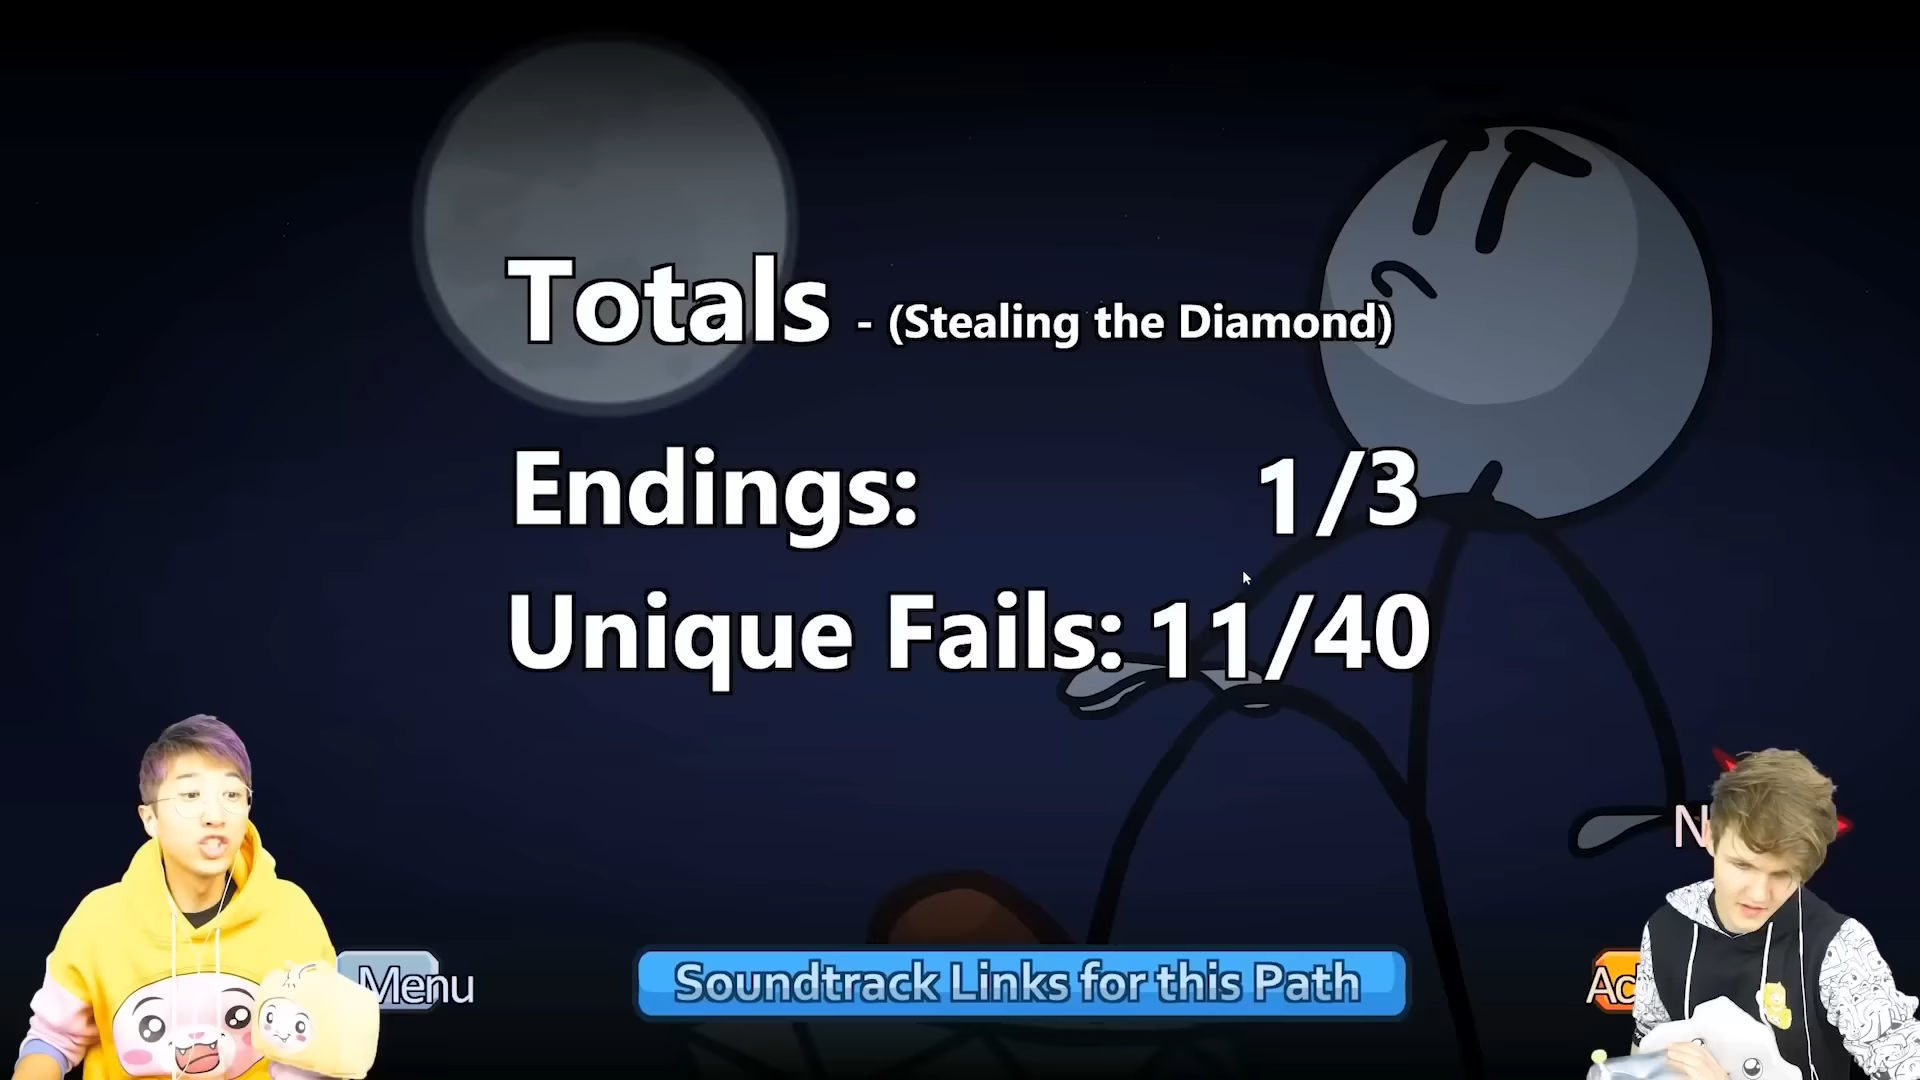 Totals - (Stealing the Diamond)
Endings: 1/3
Unique Fails: 11/40
Menu
Soundtrack Links for this Path